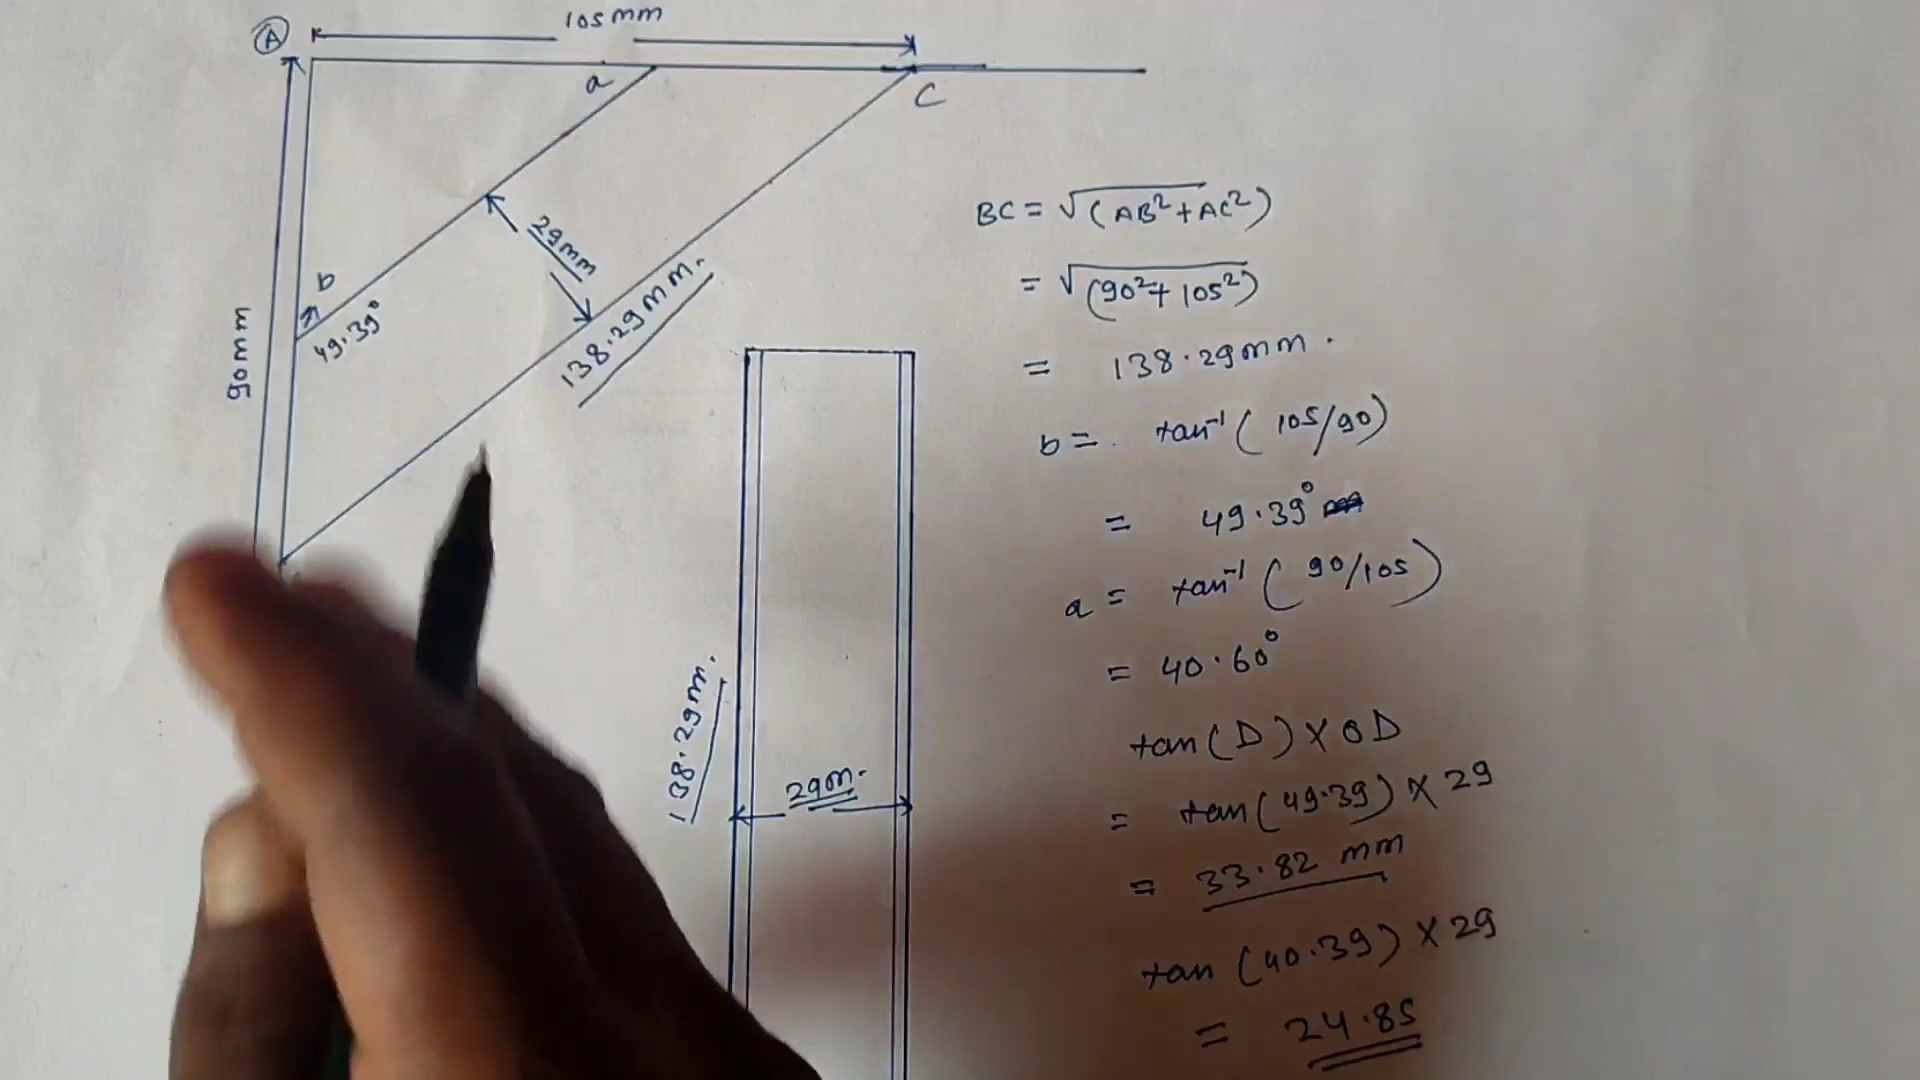 105 mm
A
a
C
29mm
b
49.39°
90mm
138.29mm.
138.29m.
29m.
BC = √(AB²+AC²)
= √(90²+105²)
= 138.29mm.
b = tan⁻¹(105/90)
= 49.39°
a = tan⁻¹(90/105)
= 40.60°
tan(D) X OD
= tan(49.39) X 29
= 33.82 mm
tan(40.39) X 29
= 24.85